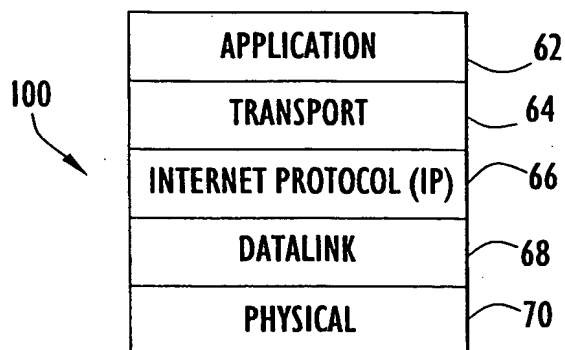 APPLICATION 62
100
TRANSPORT 64
INTERNET PROTOCOL (IP) 66
DATALINK 68
PHYSICAL 70